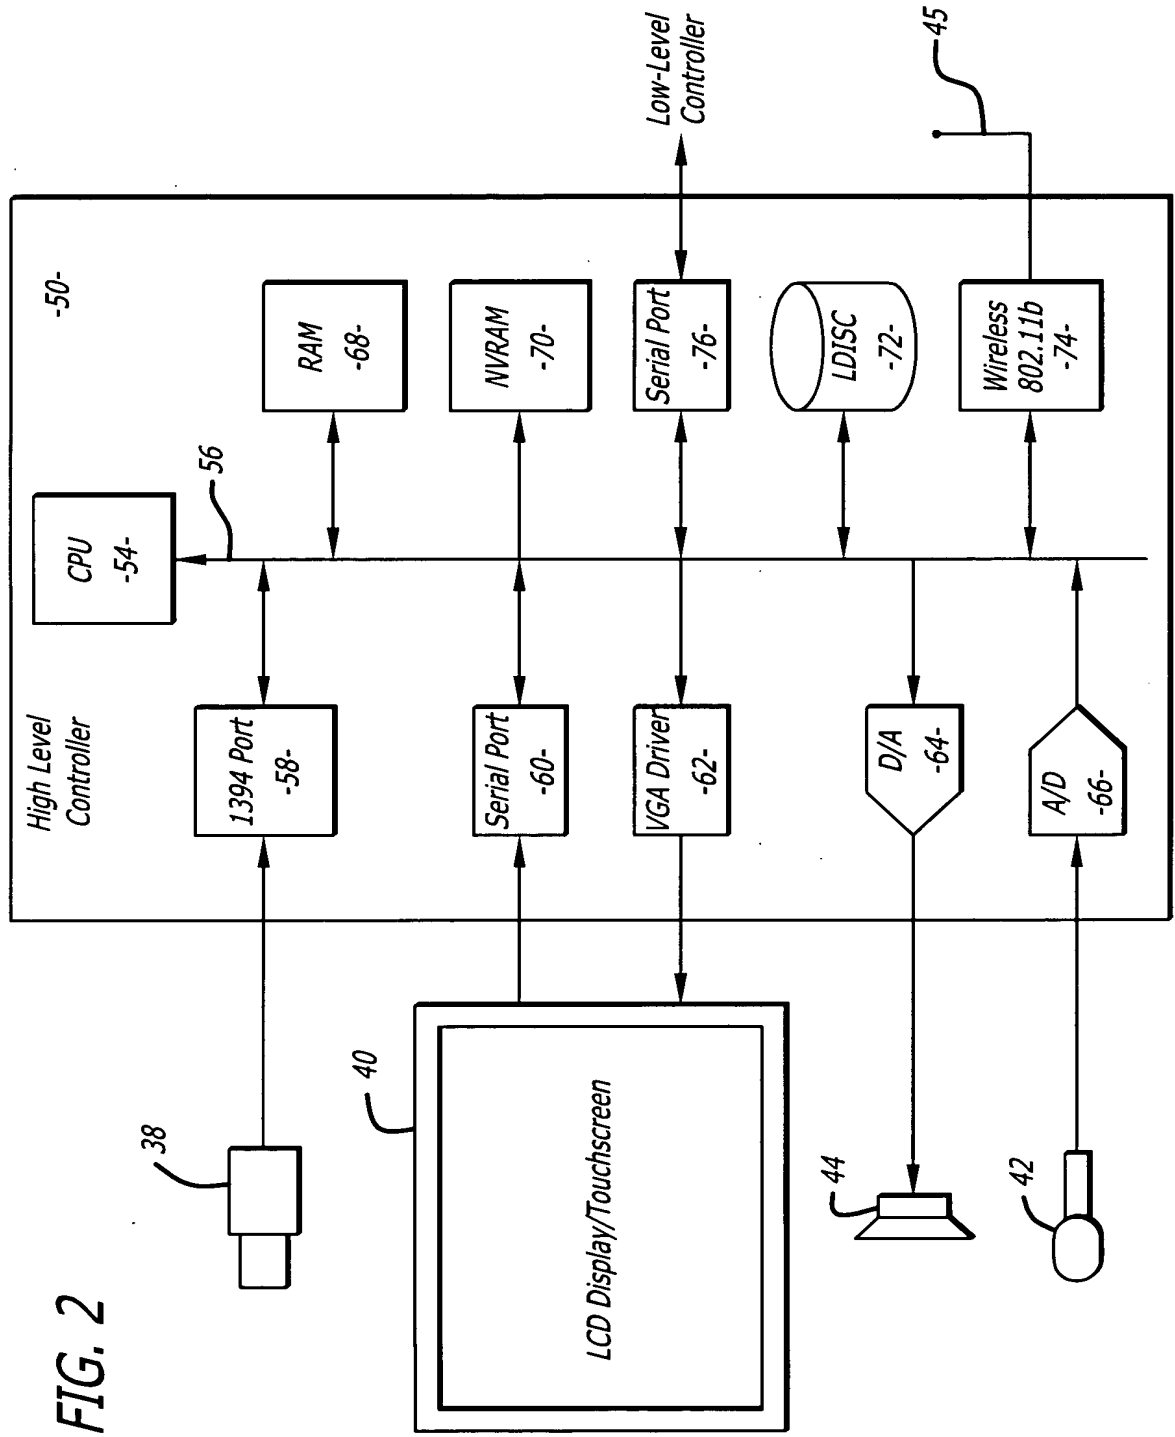 FIG. 2
High Level
Controller
-50-
CPU
-54-
56
38
1394 Port
-58-
RAM
-68-
40
LCD Display/Touchscreen
Serial Port
-60-
NVRAM
-70-
VGA Driver
-62-
Serial Port
-76-
Low-Level
Controller
44
D/A
-64-
LDISC
-72-
42
A/D
-66-
Wireless
802.11b
-74-
45